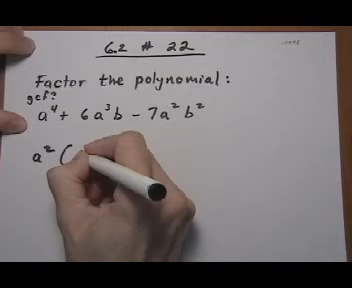 6.2 # 22
Factor the polynomial:
gcf?
a⁴ + 6a³b - 7a²b²
a² (